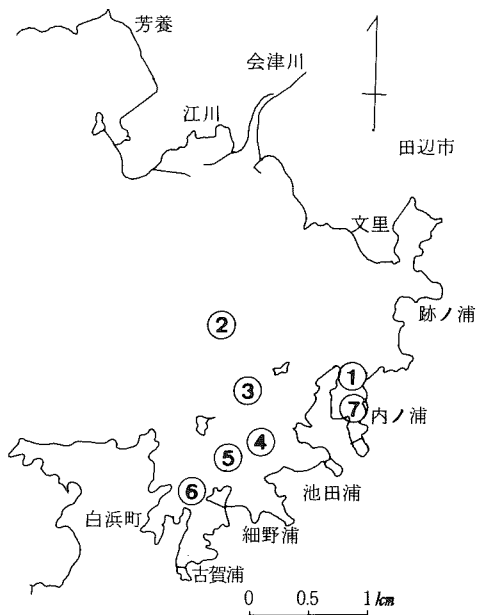 芳養
会津川
江川
田辺市
文里
跡ノ浦
②
①
③
⑦ 内ノ浦
④
⑤
池田浦
⑥
白浜町
細野浦
古賀浦
0 0.5 1 km